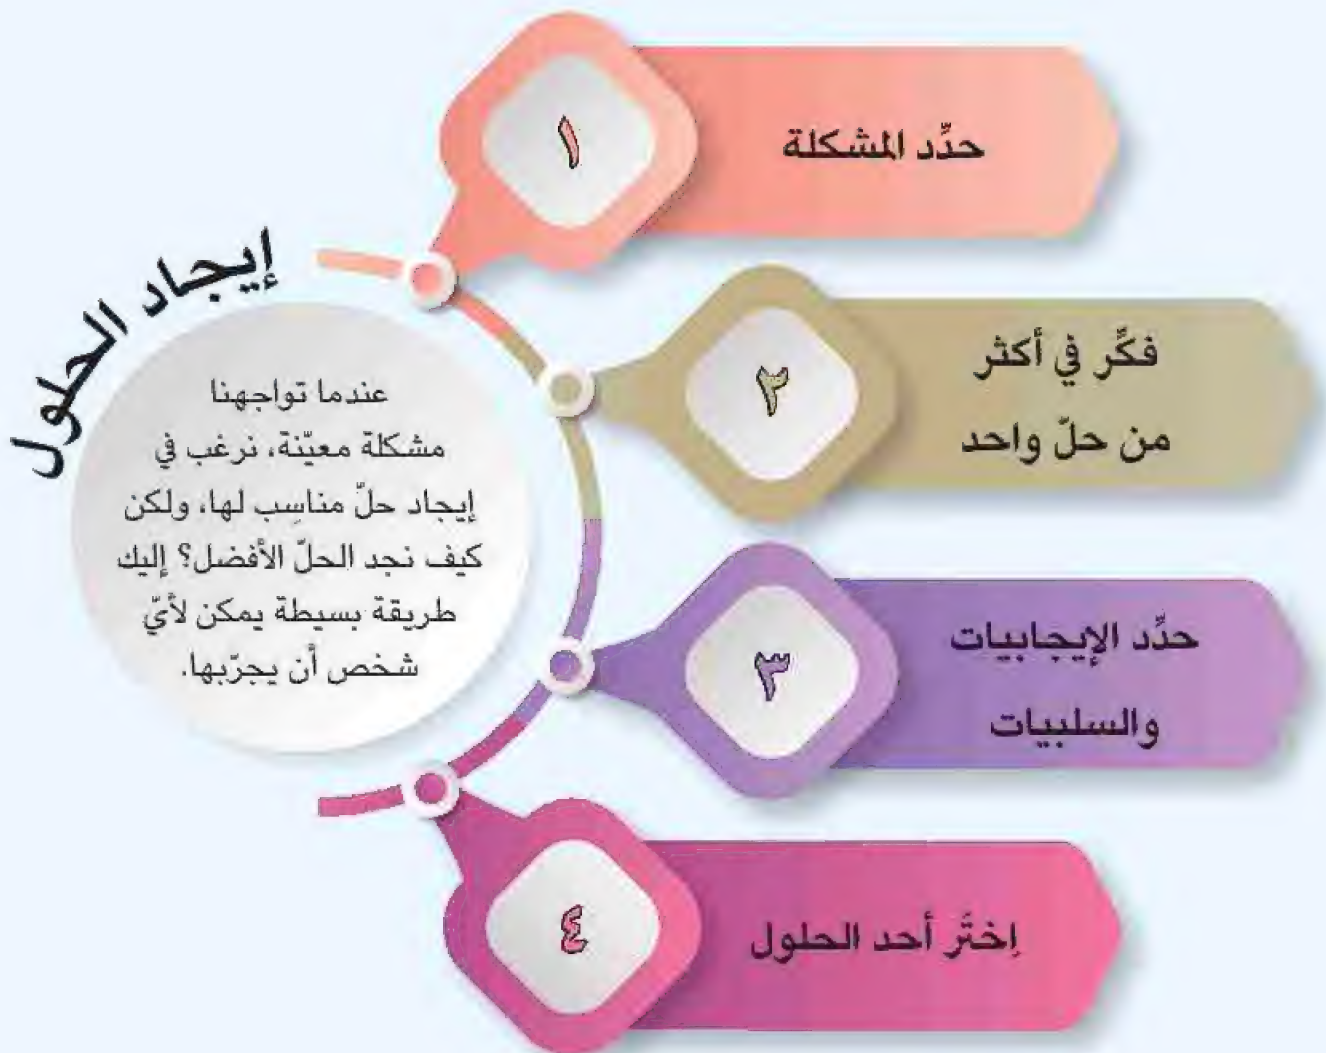 إيجاد الحلول
عندما تواجهنا
مشكلة معيّنة، نرغب في
إيجاد حلّ مناسِب لها، ولكن
كيف نجد الحلّ الأفضل؟ إليك
طريقة بسيطة يمكن لأيّ
شخص أن يجرّبها.
١
حدِّد المشكلة
٢
فكِّر في أكثر
من حلّ واحد
٣
حدِّد الإيجابيات
والسلبيات
٤
اِختَر أحد الحلول